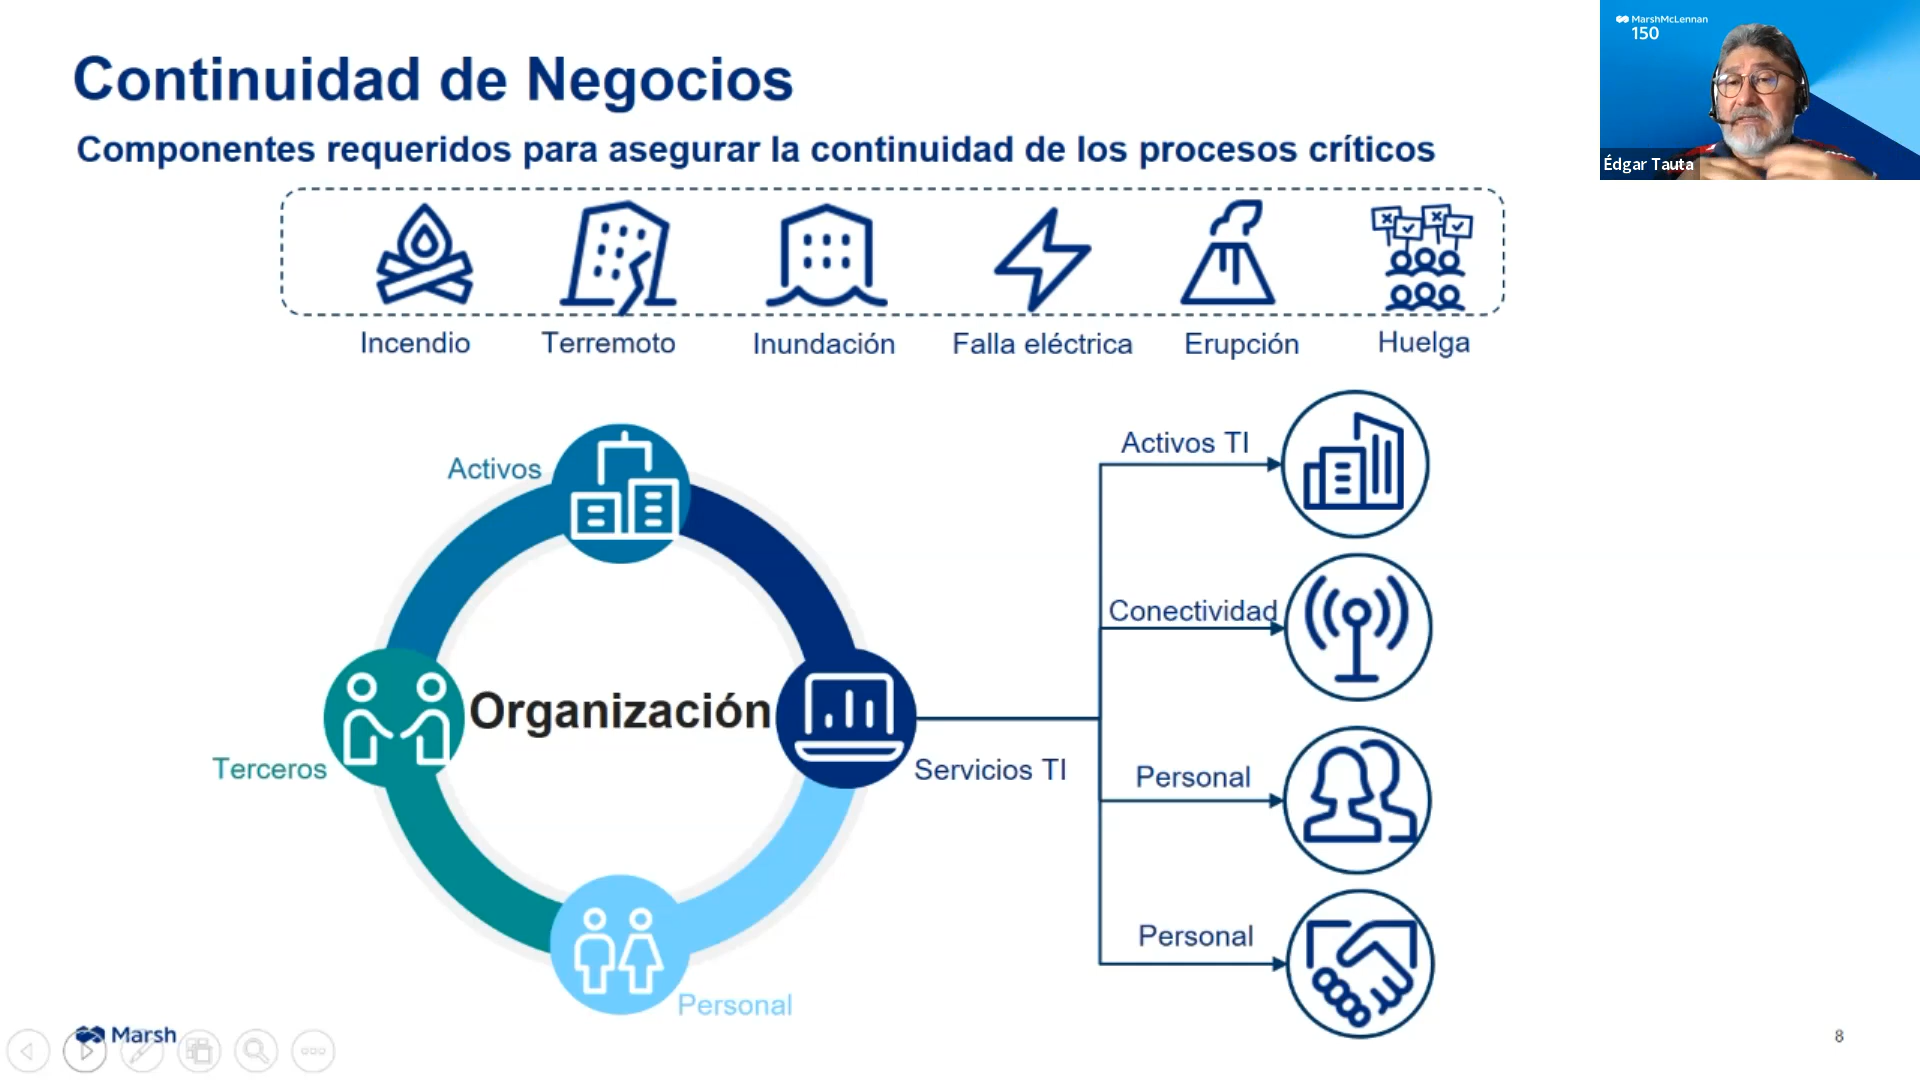 MarshMcLennan
150
Édgar Tauta
Continuidad de Negocios
Componentes requeridos para asegurar la continuidad de los procesos críticos
Incendio
Terremoto
Inundación
Falla eléctrica
Erupción
Huelga
Activos
Organización
Terceros
Servicios TI
Personal
Activos TI
Conectividad
Personal
Personal
Marsh
8